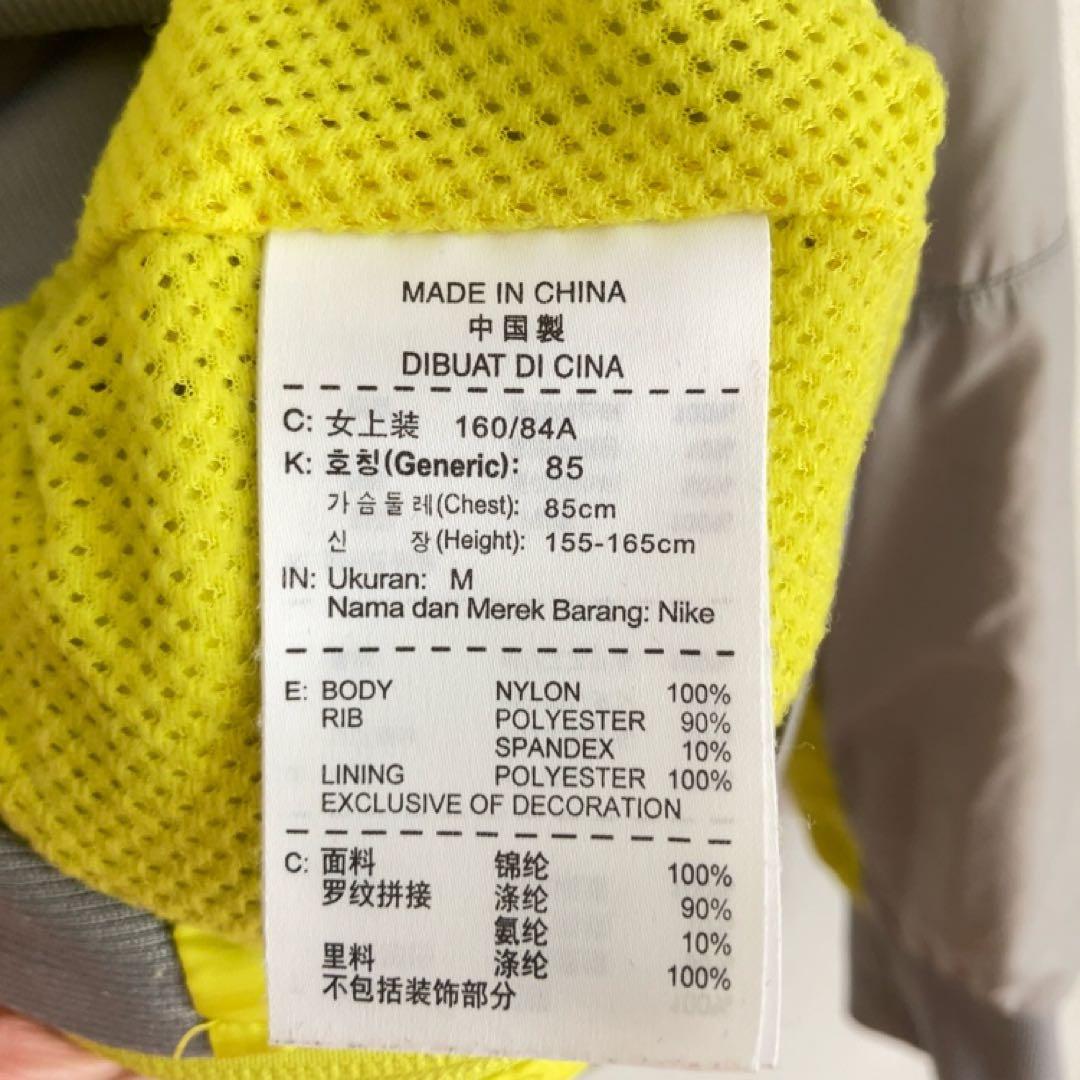 MADE IN CHINA
中国製
DIBUAT DI CINA
C: 女上装 160/84A
K: 호칭(Generic): 85
가슴둘레(Chest): 85cm
신 장(Height): 155-165cm
IN: Ukuran: M
Nama dan Merek Barang: Nike
E: BODY NYLON 100%
RIB POLYESTER 90%
SPANDEX 10%
LINING POLYESTER 100%
EXCLUSIVE OF DECORATION
C: 面料 锦纶 100%
罗纹拼接 涤纶 90%
氨纶 10%
里料 涤纶 100%
不包括装饰部分